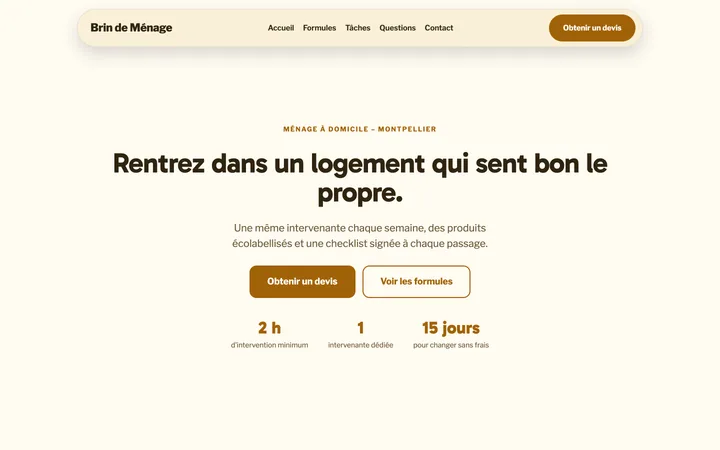 Brin de Ménage
Accueil
Formules
Tâches
Questions
Contact
Obtenir un devis
MÉNAGE À DOMICILE – MONTPELLIER
Rentrez dans un logement qui sent bon le
propre.
Une même intervenante chaque semaine, des produits
écolabellisés et une checklist signée à chaque passage.
Obtenir un devis
Voir les formules
2 h
d'intervention minimum
1
intervenante dédiée
15 jours
pour changer sans frais